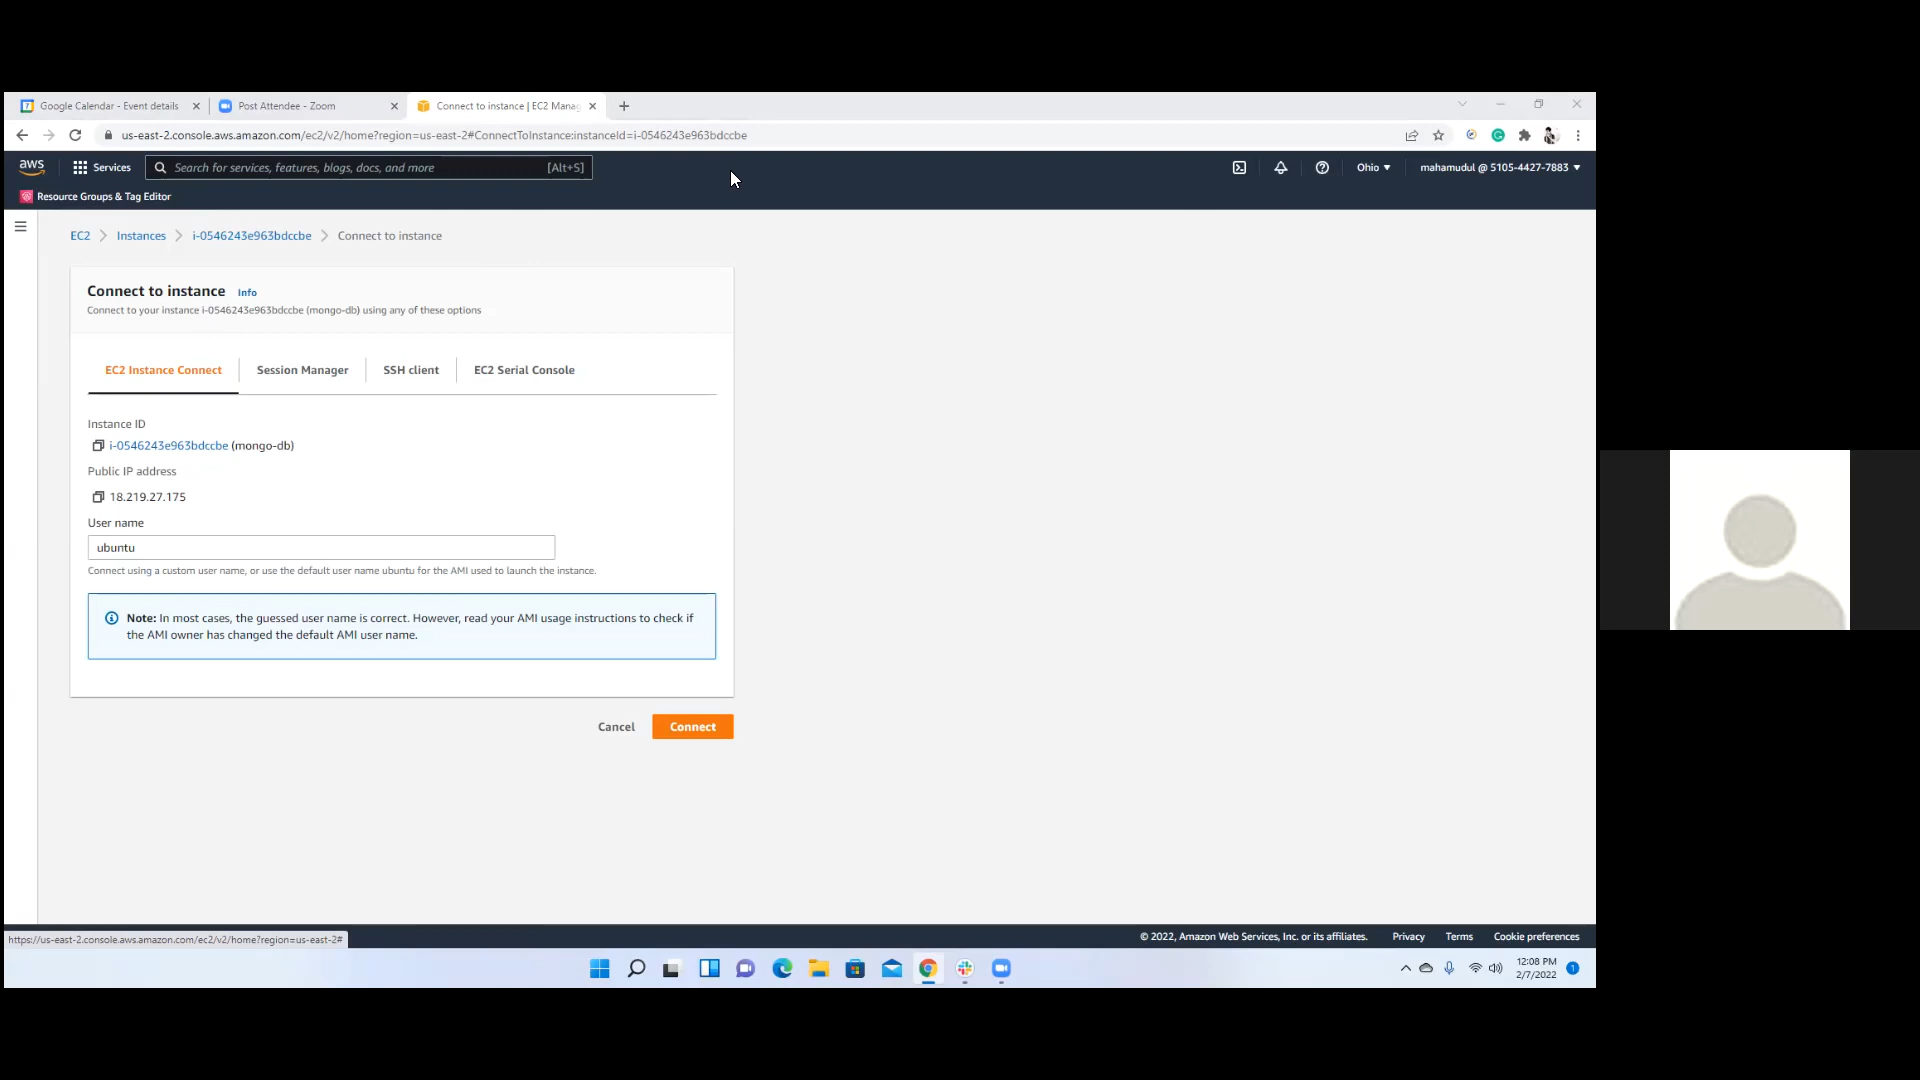 Google Calendar - Event details
Post Attendee - Zoom
Connect to instance | EC2 Manag
us-east-2.console.aws.amazon.com/ec2/v2/home?region=us-east-2#ConnectToInstance:instanceId=i-0546243e963bdccbe
aws
Services
Search for services, features, blogs, docs, and more
[Alt+S]
Ohio
mahamudul @ 5105-4427-7883
Resource Groups & Tag Editor
EC2
Instances
i-0546243e963bdccbe
Connect to instance
Connect to instance Info
Connect to your instance i-0546243e963bdccbe (mongo-db) using any of these options
EC2 Instance Connect
Session Manager
SSH client
EC2 Serial Console
Instance ID
i-0546243e963bdccbe (mongo-db)
Public IP address
18.219.27.175
User name
ubuntu
Connect using a custom user name, or use the default user name ubuntu for the AMI used to launch the instance.
Note: In most cases, the guessed user name is correct. However, read your AMI usage instructions to check if
the AMI owner has changed the default AMI user name.
Cancel
Connect
https://us-east-2.console.aws.amazon.com/ec2/v2/home?region=us-east-2#
© 2022, Amazon Web Services, Inc. or its affiliates.
Privacy
Terms
Cookie preferences
12:08 PM
2/7/2022
1